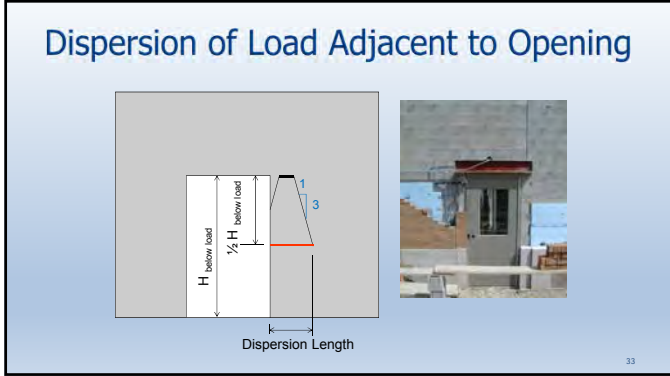 Dispersion of Load Adjacent to Opening
1
3
H below load
½ H below load
Dispersion Length
33